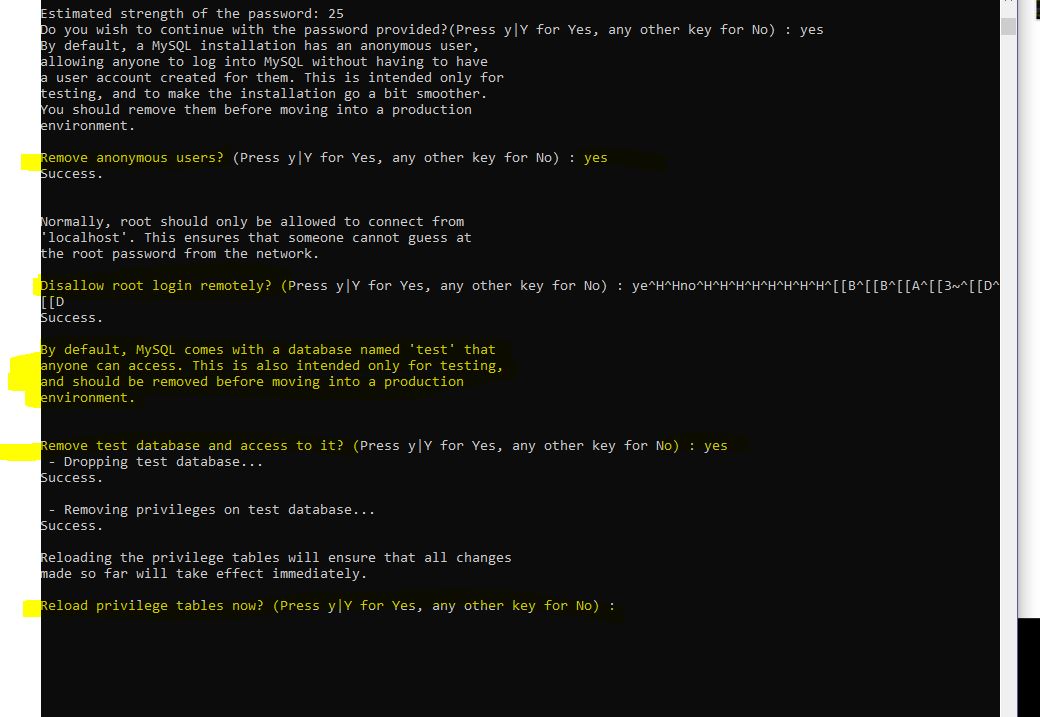 Estimated strength of the password: 25
Do you wish to continue with the password provided?(Press y|Y for Yes, any other key for No) : yes
By default, a MySQL installation has an anonymous user,
allowing anyone to log into MySQL without having to have
a user account created for them. This is intended only for
testing, and to make the installation go a bit smoother.
You should remove them before moving into a production
environment.
Remove anonymous users? (Press y|Y for Yes, any other key for No) : yes
Success.
Normally, root should only be allowed to connect from
'localhost'. This ensures that someone cannot guess at
the root password from the network.
Disallow root login remotely? (Press y|Y for Yes, any other key for No) : ye^H^Hno^H^H^H^H^H^H^H^H^[[B^[[B^[[A^[[3~^[[D^
[[D
Success.
By default, MySQL comes with a database named 'test' that
anyone can access. This is also intended only for testing,
and should be removed before moving into a production
environment.
Remove test database and access to it? (Press y|Y for Yes, any other key for No) : yes
 - Dropping test database...
Success.
 - Removing privileges on test database...
Success.
Reloading the privilege tables will ensure that all changes
made so far will take effect immediately.
Reload privilege tables now? (Press y|Y for Yes, any other key for No) :